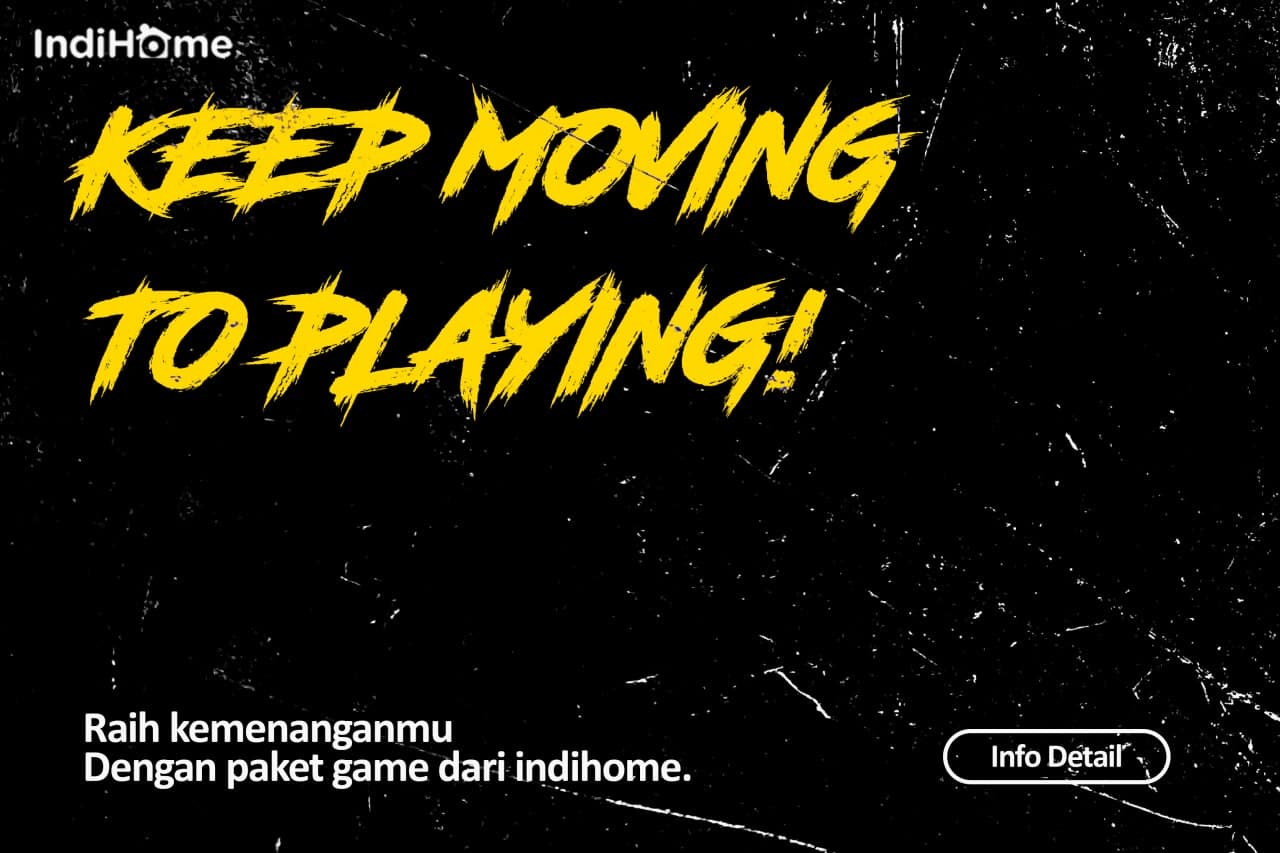 IndiHome
KEEP MOVING
TO PLAYING!
Raih kemenanganmu
Dengan paket game dari indihome.
Info Detail